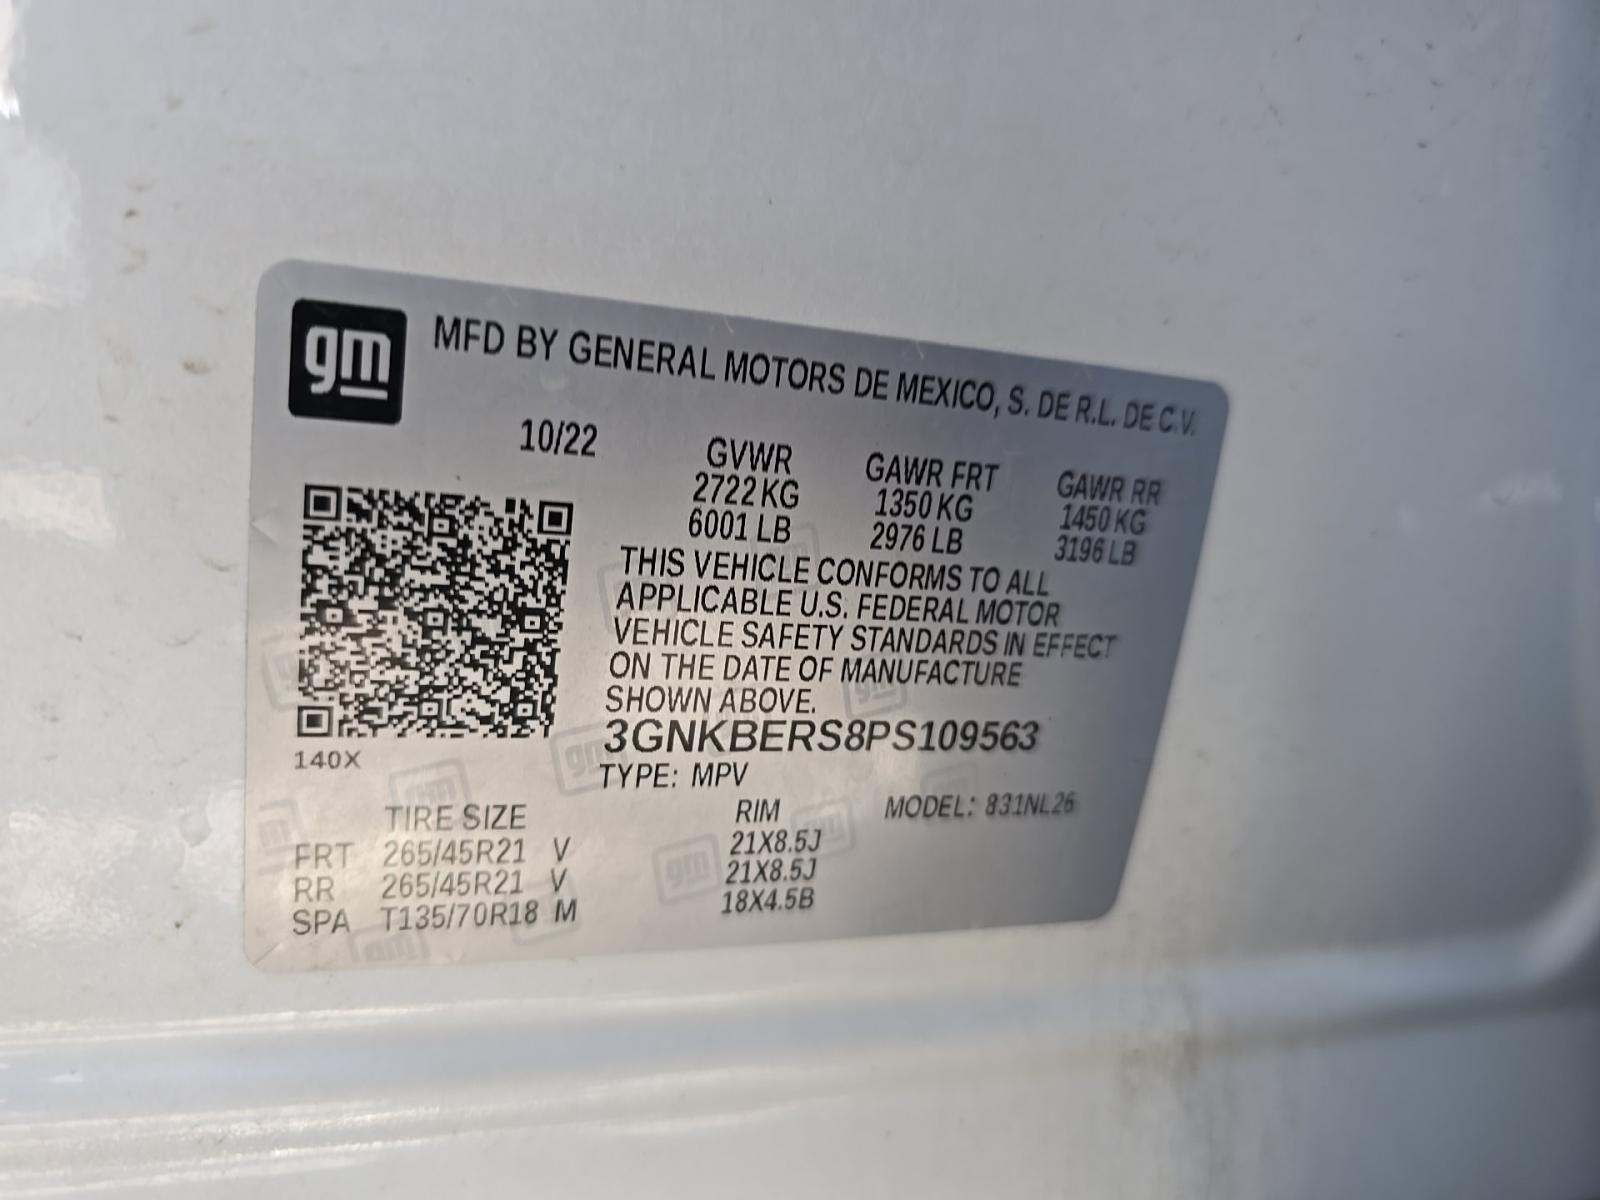 gm MFD BY GENERAL MOTORS DE MEXICO, S. DE R.L. DE C.V.
10/22
GVWR GAWR FRT GAWR RR
2722 KG 1350 KG 1450 KG
6001 LB 2976 LB 3196 LB
THIS VEHICLE CONFORMS TO ALL
APPLICABLE U.S. FEDERAL MOTOR
VEHICLE SAFETY STANDARDS IN EFFECT
ON THE DATE OF MANUFACTURE
SHOWN ABOVE.
3GNKBERS8PS109563
140X
TYPE: MPV
TIRE SIZE RIM MODEL: 831NL26
FRT 265/45R21 V 21X8.5J
RR 265/45R21 V 21X8.5J
SPA T135/70R18 M 18X4.5B